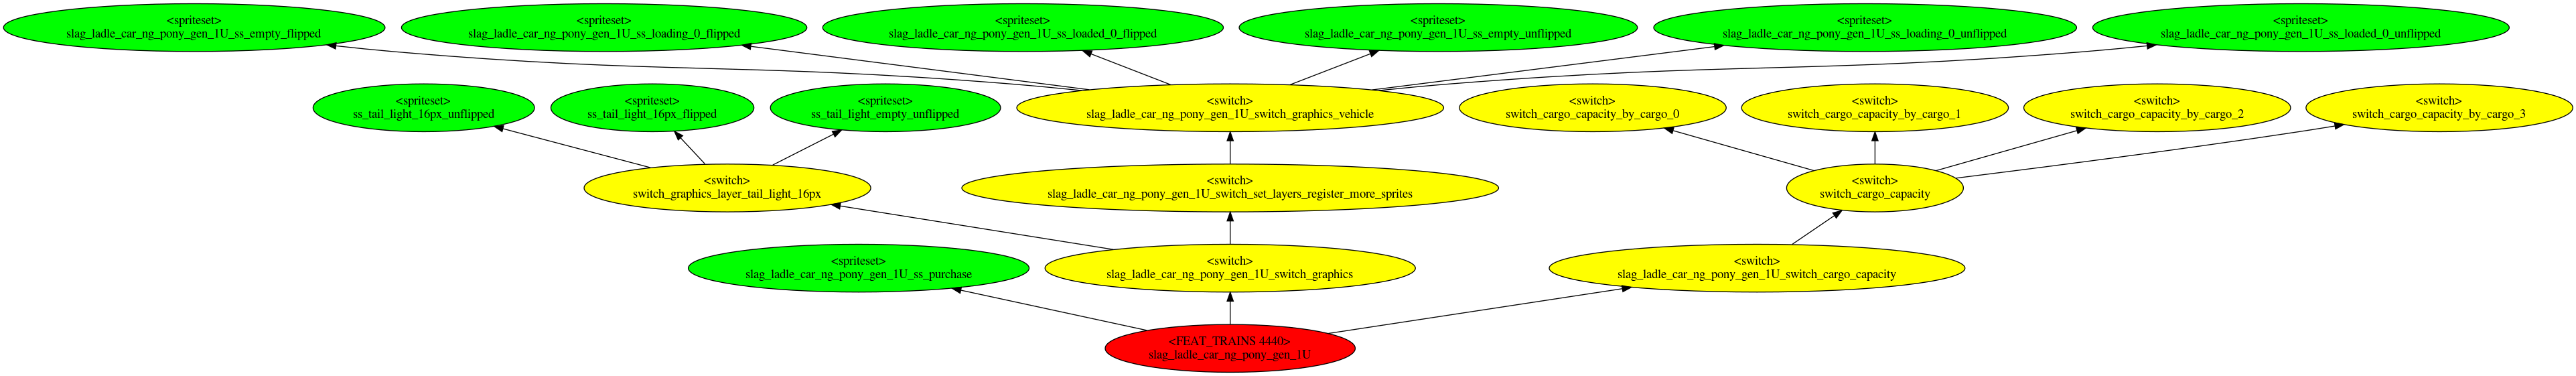 <spriteset>
slag_ladle_car_ng_pony_gen_1U_ss_empty_flipped
<spriteset>
slag_ladle_car_ng_pony_gen_1U_ss_loading_0_flipped
<spriteset>
slag_ladle_car_ng_pony_gen_1U_ss_loaded_0_flipped
<spriteset>
slag_ladle_car_ng_pony_gen_1U_ss_empty_unflipped
<spriteset>
slag_ladle_car_ng_pony_gen_1U_ss_loading_0_unflipped
<spriteset>
slag_ladle_car_ng_pony_gen_1U_ss_loaded_0_unflipped
<spriteset>
ss_tail_light_16px_unflipped
<spriteset>
ss_tail_light_16px_flipped
<spriteset>
ss_tail_light_empty_unflipped
<switch>
slag_ladle_car_ng_pony_gen_1U_switch_graphics_vehicle
<switch>
switch_cargo_capacity_by_cargo_0
<switch>
switch_cargo_capacity_by_cargo_1
<switch>
switch_cargo_capacity_by_cargo_2
<switch>
switch_cargo_capacity_by_cargo_3
<switch>
switch_graphics_layer_tail_light_16px
<switch>
slag_ladle_car_ng_pony_gen_1U_switch_set_layers_register_more_sprites
<switch>
switch_cargo_capacity
<spriteset>
slag_ladle_car_ng_pony_gen_1U_ss_purchase
<switch>
slag_ladle_car_ng_pony_gen_1U_switch_graphics
<switch>
slag_ladle_car_ng_pony_gen_1U_switch_cargo_capacity
<FEAT_TRAINS 4440>
slag_ladle_car_ng_pony_gen_1U